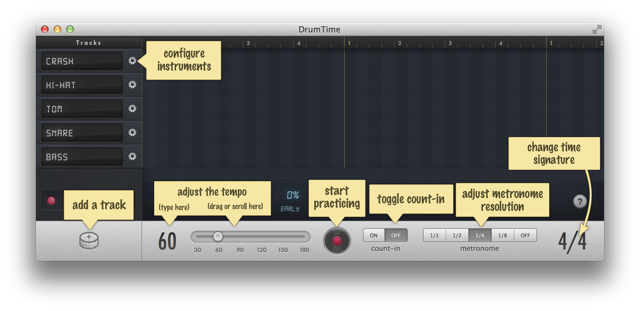 DrumTime
Tracks
3 4 1 2 3 4 1 2
CRASH
configure
instruments
HI-HAT
TOM
SNARE
BASS
change time
signature
add a track
adjust the tempo
(type here) (drag or scroll here)
0%
EARLY
start
practicing
toggle count-in
adjust metronome
resolution
?
60
30 60 90 120 150 180
ON OFF
count-in
1/1 1/2 1/4 1/8 OFF
metronome
4/4